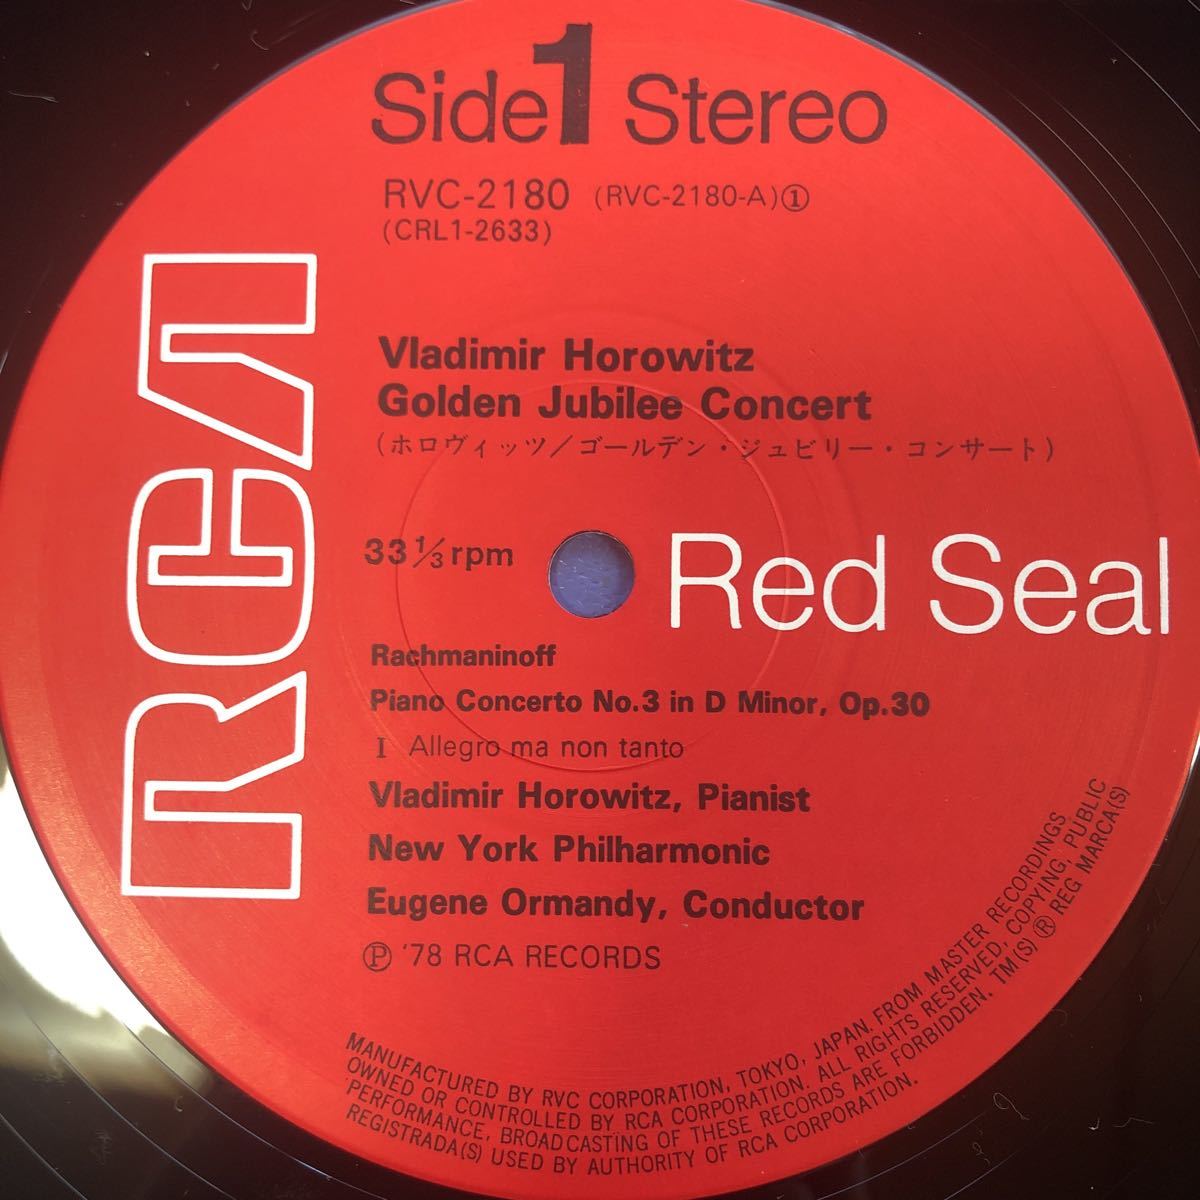 Side 1 Stereo
RVC-2180 (RVC-2180-A)①
(CRL1-2633)
RCA
Vladimir Horowitz
Golden Jubilee Concert
(ホロヴィッツ/ゴールデン・ジュビリー・コンサート)
33 1/3 rpm
Red Seal
Rachmaninoff
Piano Concerto No.3 in D Minor, Op.30
I Allegro ma non tanto
Vladimir Horowitz, Pianist
New York Philharmonic
Eugene Ormandy, Conductor
Ⓟ '78 RCA RECORDS
MANUFACTURED BY RVC CORPORATION, TOKYO, JAPAN. FROM MASTER RECORDINGS
OWNED OR CONTROLLED BY RCA CORPORATION. ALL RIGHTS RESERVED, COPYING, PUBLIC
PERFORMANCE, BROADCASTING OF THESE RECORDS ARE FORBIDDEN. TM(S) ® REG MARCA(S)
REGISTRADA(S) USED BY AUTHORITY OF RCA CORPORATION.